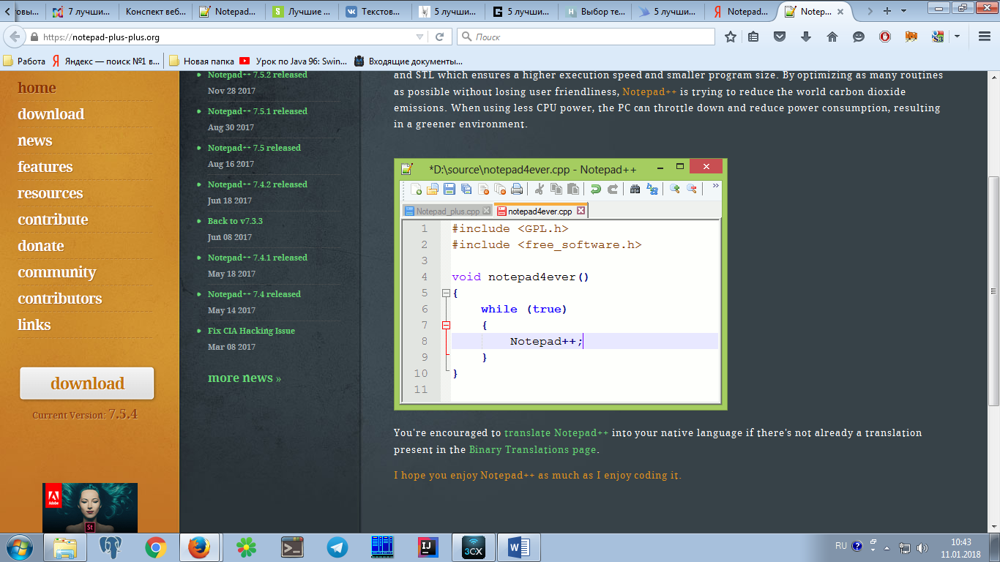 овы...
7 лучши...
Конспект веб...
Notepad...
Лучшие ...
Текстов...
5 лучши...
5 лучши...
Выбор те...
5 лучши...
Notepad...
Notep...
https://notepad-plus-plus.org
Поиск
Работа
Яндекс — поиск №1 в...
Новая папка
Урок по Java 96: Swin...
Входящие документы...
home
download
news
features
resources
contribute
donate
community
contributors
links
download
Current Version: 7.5.4
Adobe
St
Notepad++ 7.5.2 released
Nov 28 2017
Notepad++ 7.5.1 released
Aug 30 2017
Notepad++ 7.5 released
Aug 16 2017
Notepad++ 7.4.2 released
Jun 18 2017
Back to v7.3.3
Jun 08 2017
Notepad++ 7.4.1 released
May 18 2017
Notepad++ 7.4 released
May 14 2017
Fix CIA Hacking Issue
Mar 08 2017
more news »
and STL which ensures a higher execution speed and smaller program size. By optimizing as many routines
as possible without losing user friendliness, Notepad++ is trying to reduce the world carbon dioxide
emissions. When using less CPU power, the PC can throttle down and reduce power consumption, resulting
in a greener environment.
*D:\source\notepad4ever.cpp - Notepad++
Notepad_plus.cpp
notepad4ever.cpp
1 #include <GPL.h>
2 #include <free_software.h>
3
4 void notepad4ever()
5 {
6 while (true)
7 {
8 Notepad++;
9 }
10 }
11
You're encouraged to translate Notepad++ into your native language if there's not already a translation
present in the Binary Translations page.
I hope you enjoy Notepad++ as much as I enjoy coding it.
IJ
3CX
W
RU
10:43
11.01.2018